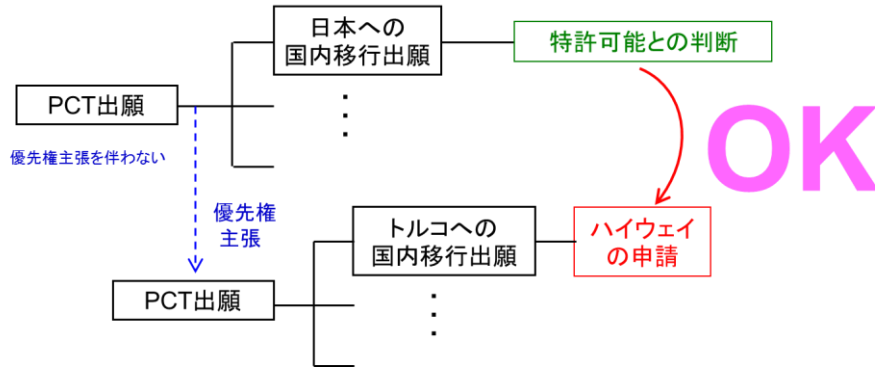 日本への
国内移行出願
特許可能との判断
PCT出願
OK
優先権主張を伴わない
優先権
主張
トルコへの
国内移行出願
ハイウェイ
の申請
PCT出願